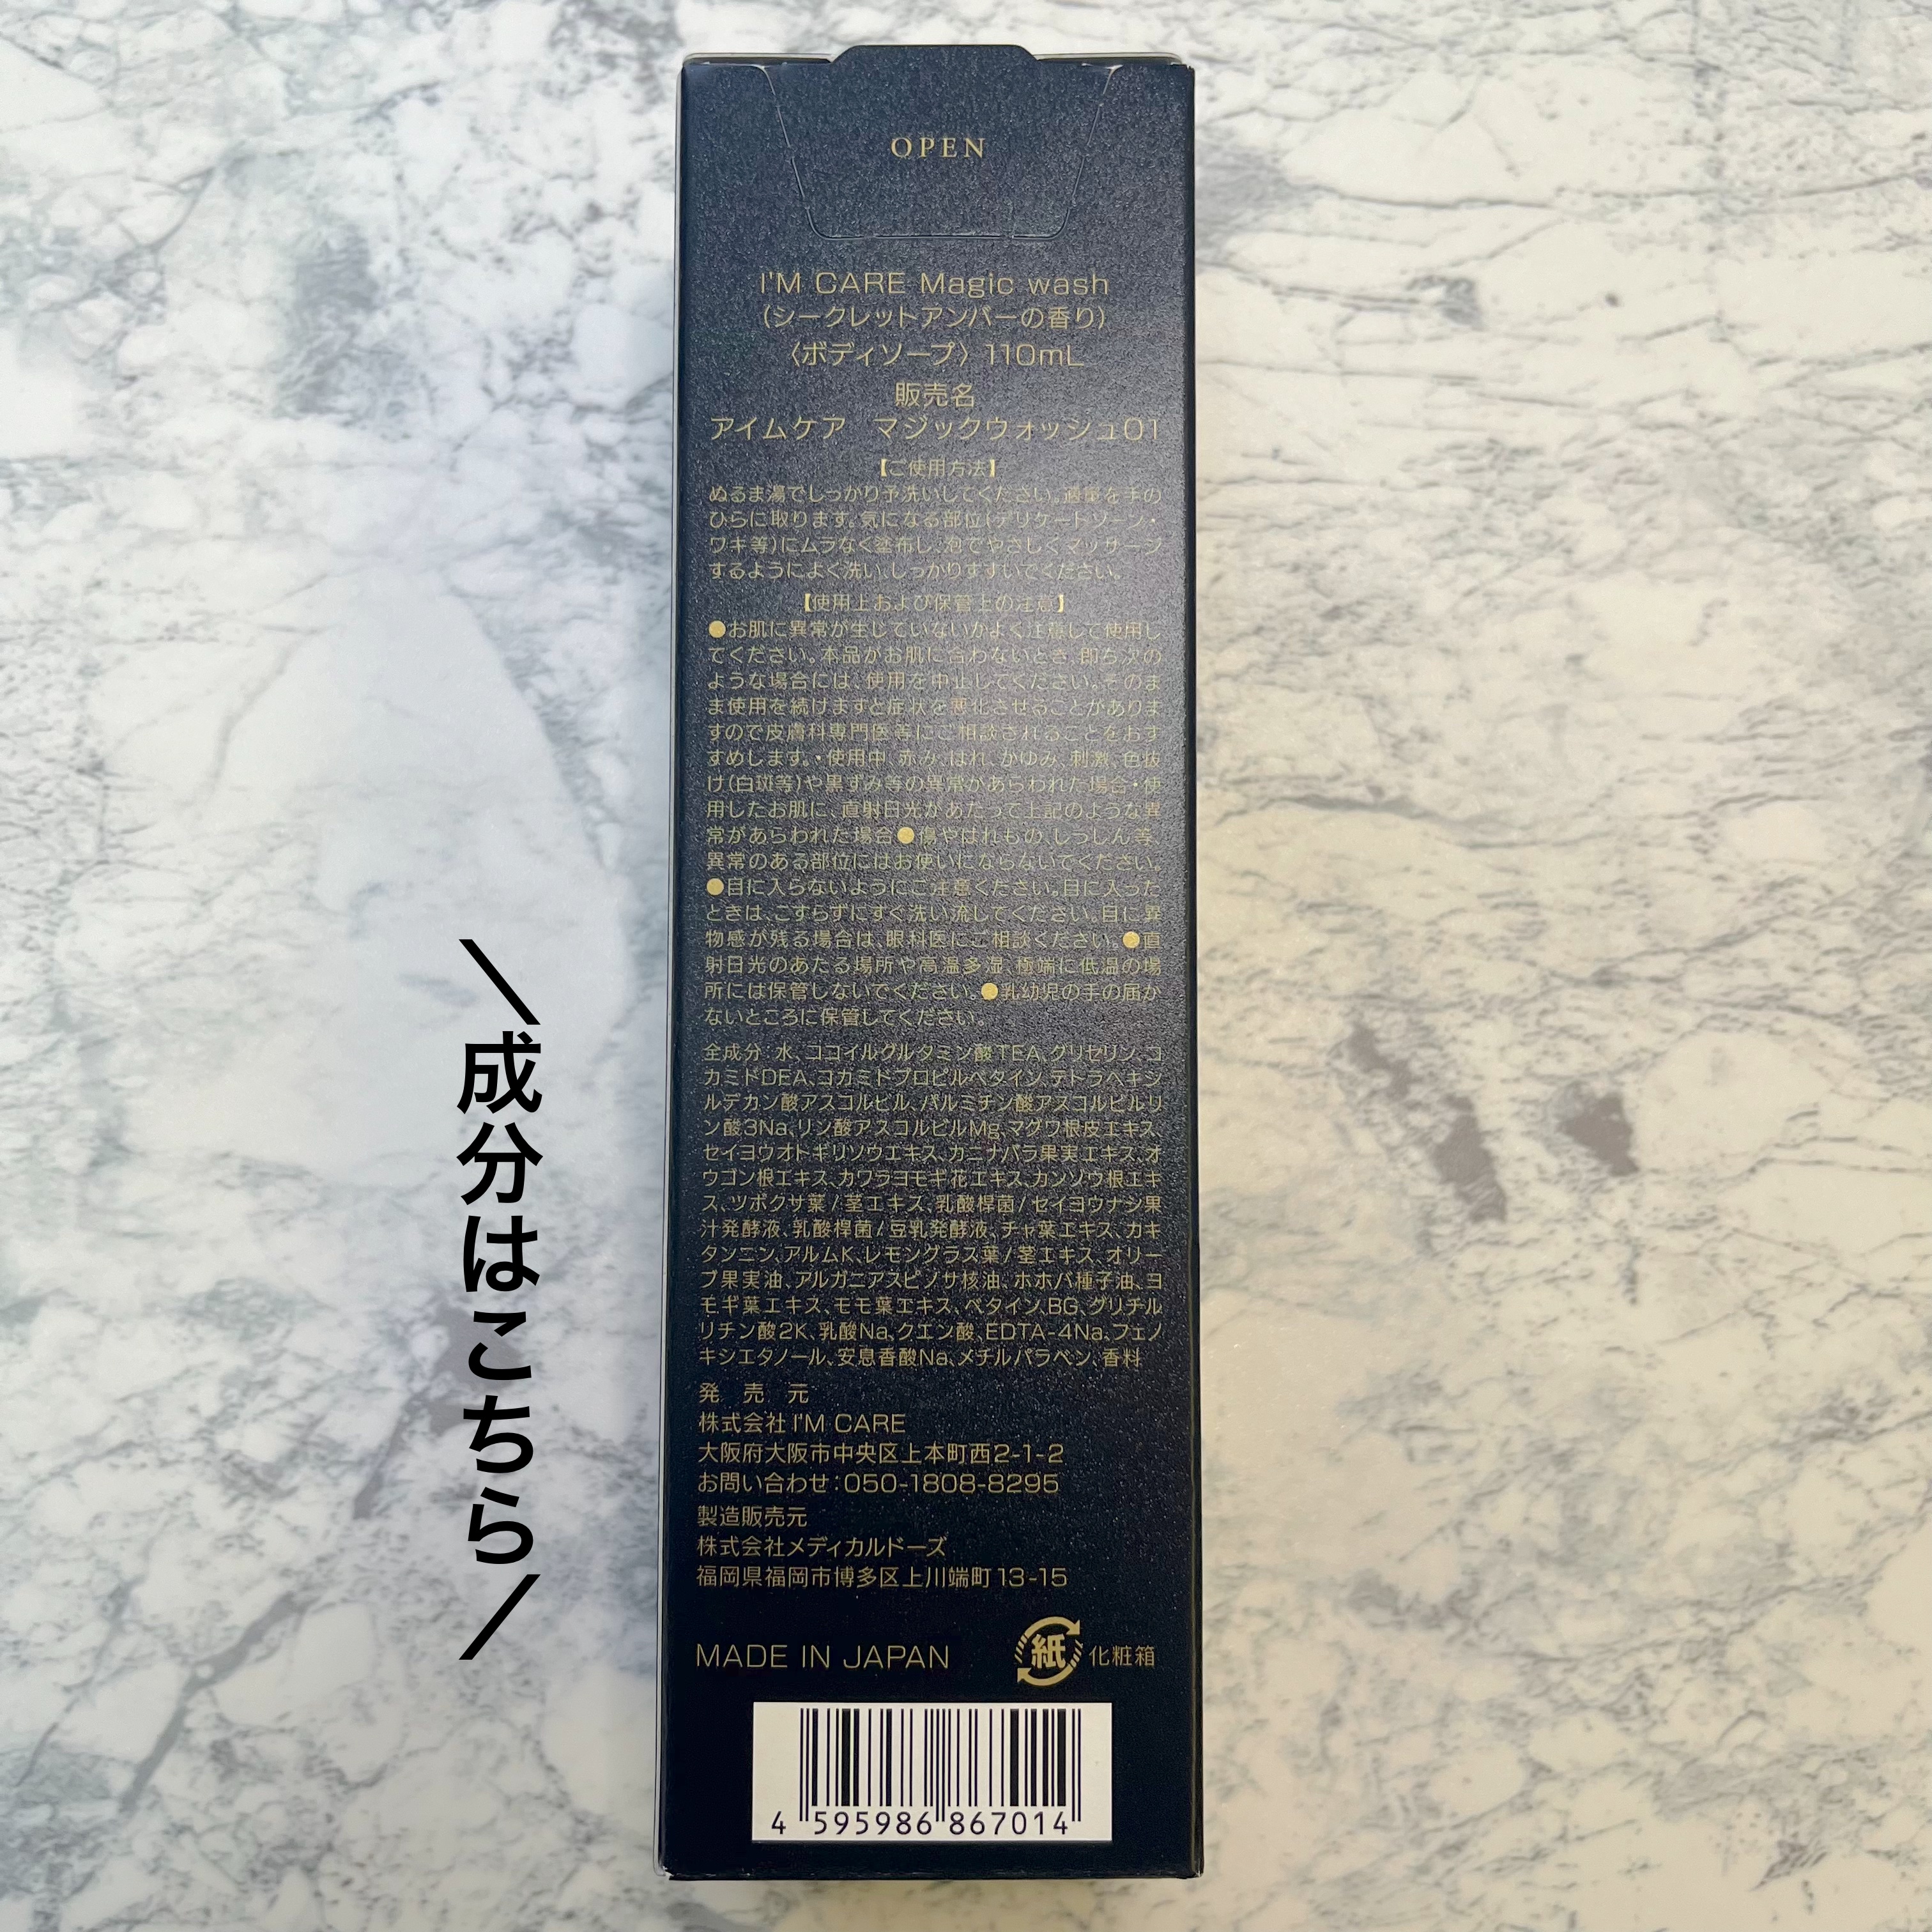 OPEN
I'M CARE Magic wash
(シークレットアンバーの香り)
〈ボディソープ〉110mL
販売名
アイムケア マジックウォッシュ01
【ご使用方法】
ぬるま湯でしっかり予洗いしてください。適量を手の
ひらに取ります。気になる部位(デリケートゾーン・
ワキ等)にムラなく塗布し、泡でやさしくマッサージ
するようによく洗い、しっかりすすいでください。
【使用上および保管上の注意】
●お肌に異常が生じていないかよく注意して使用し
てください。本品がお肌に合わないとき、即ち次の
ような場合には、使用を中止してください。そのま
ま使用を続けますと症状を悪化させることがありま
すので皮膚科専門医等にご相談されることをおす
すめします。・使用中、赤み、はれ、かゆみ、刺激、色抜
け(白斑等)や黒ずみ等の異常があらわれた場合・使
用したお肌に、直射日光があたって上記のような異
常があらわれた場合●傷やはれもの、しっしん等、
異常のある部位にはお使いにならないでください。
●目に入らないようにご注意ください。目に入った
ときは、こすらずにすぐ洗い流してください。目に異
物感が残る場合は、眼科医にご相談ください。●直
射日光のあたる場所や高温多湿、極端に低温の場
所には保管しないでください。●乳幼児の手の届か
ないところに保管してください。
全成分:水、ココイルグルタミン酸TEA、グリセリン、コ
カミドDEA、コカミドプロピルベタイン、テトラヘキシ
ルデカン酸アスコルビル、パルミチン酸アスコルビルリ
ン酸3Na、リン酸アスコルビルMg、マグワ根皮エキス、
セイヨウオトギリソウエキス、カニナバラ果実エキス、オ
ウゴン根エキス、カワラヨモギ花エキス、カンゾウ根エキ
ス、ツボクサ葉/茎エキス、乳酸桿菌/セイヨウナシ果
汁発酵液、乳酸桿菌/豆乳発酵液、チャ葉エキス、カキ
タンニン、アルムK、レモングラス葉/茎エキス、オリー
ブ果実油、アルガニアスピノサ核油、ホホバ種子油、ヨ
モギ葉エキス、モモ葉エキス、ベタイン、BG、グリチル
リチン酸2K、乳酸Na、クエン酸、EDTA-4Na、フェノ
キシエタノール、安息香酸Na、メチルパラベン、香料
発 売 元
株式会社 I'M CARE
大阪府大阪市中央区上本町西2-1-2
お問い合わせ:050-1808-8295
製造販売元
株式会社メディカルドーズ
福岡県福岡市博多区上川端町13-15
MADE IN JAPAN
紙 化粧箱
4 595986 867014
＼成分はこちら／